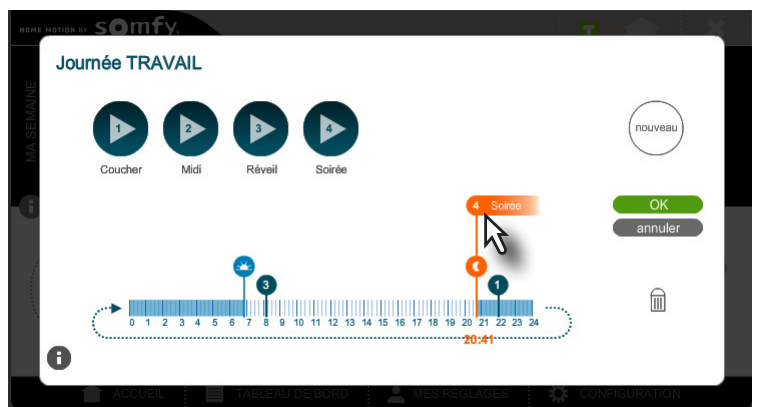 HOME MOTION BY somfy.
Journée TRAVAIL
MA SEMAINE
1 2 3 4
Coucher Midi Réveil Soirée
nouveau
4 Soirée
OK
annuler
3 1
0 1 2 3 4 5 6 7 8 9 10 11 12 13 14 15 16 17 18 19 20 21 22 23 24
20:41
i
i
ACCUEIL TABLEAU DE BORD MES RÉGLAGES CONFIGURATION